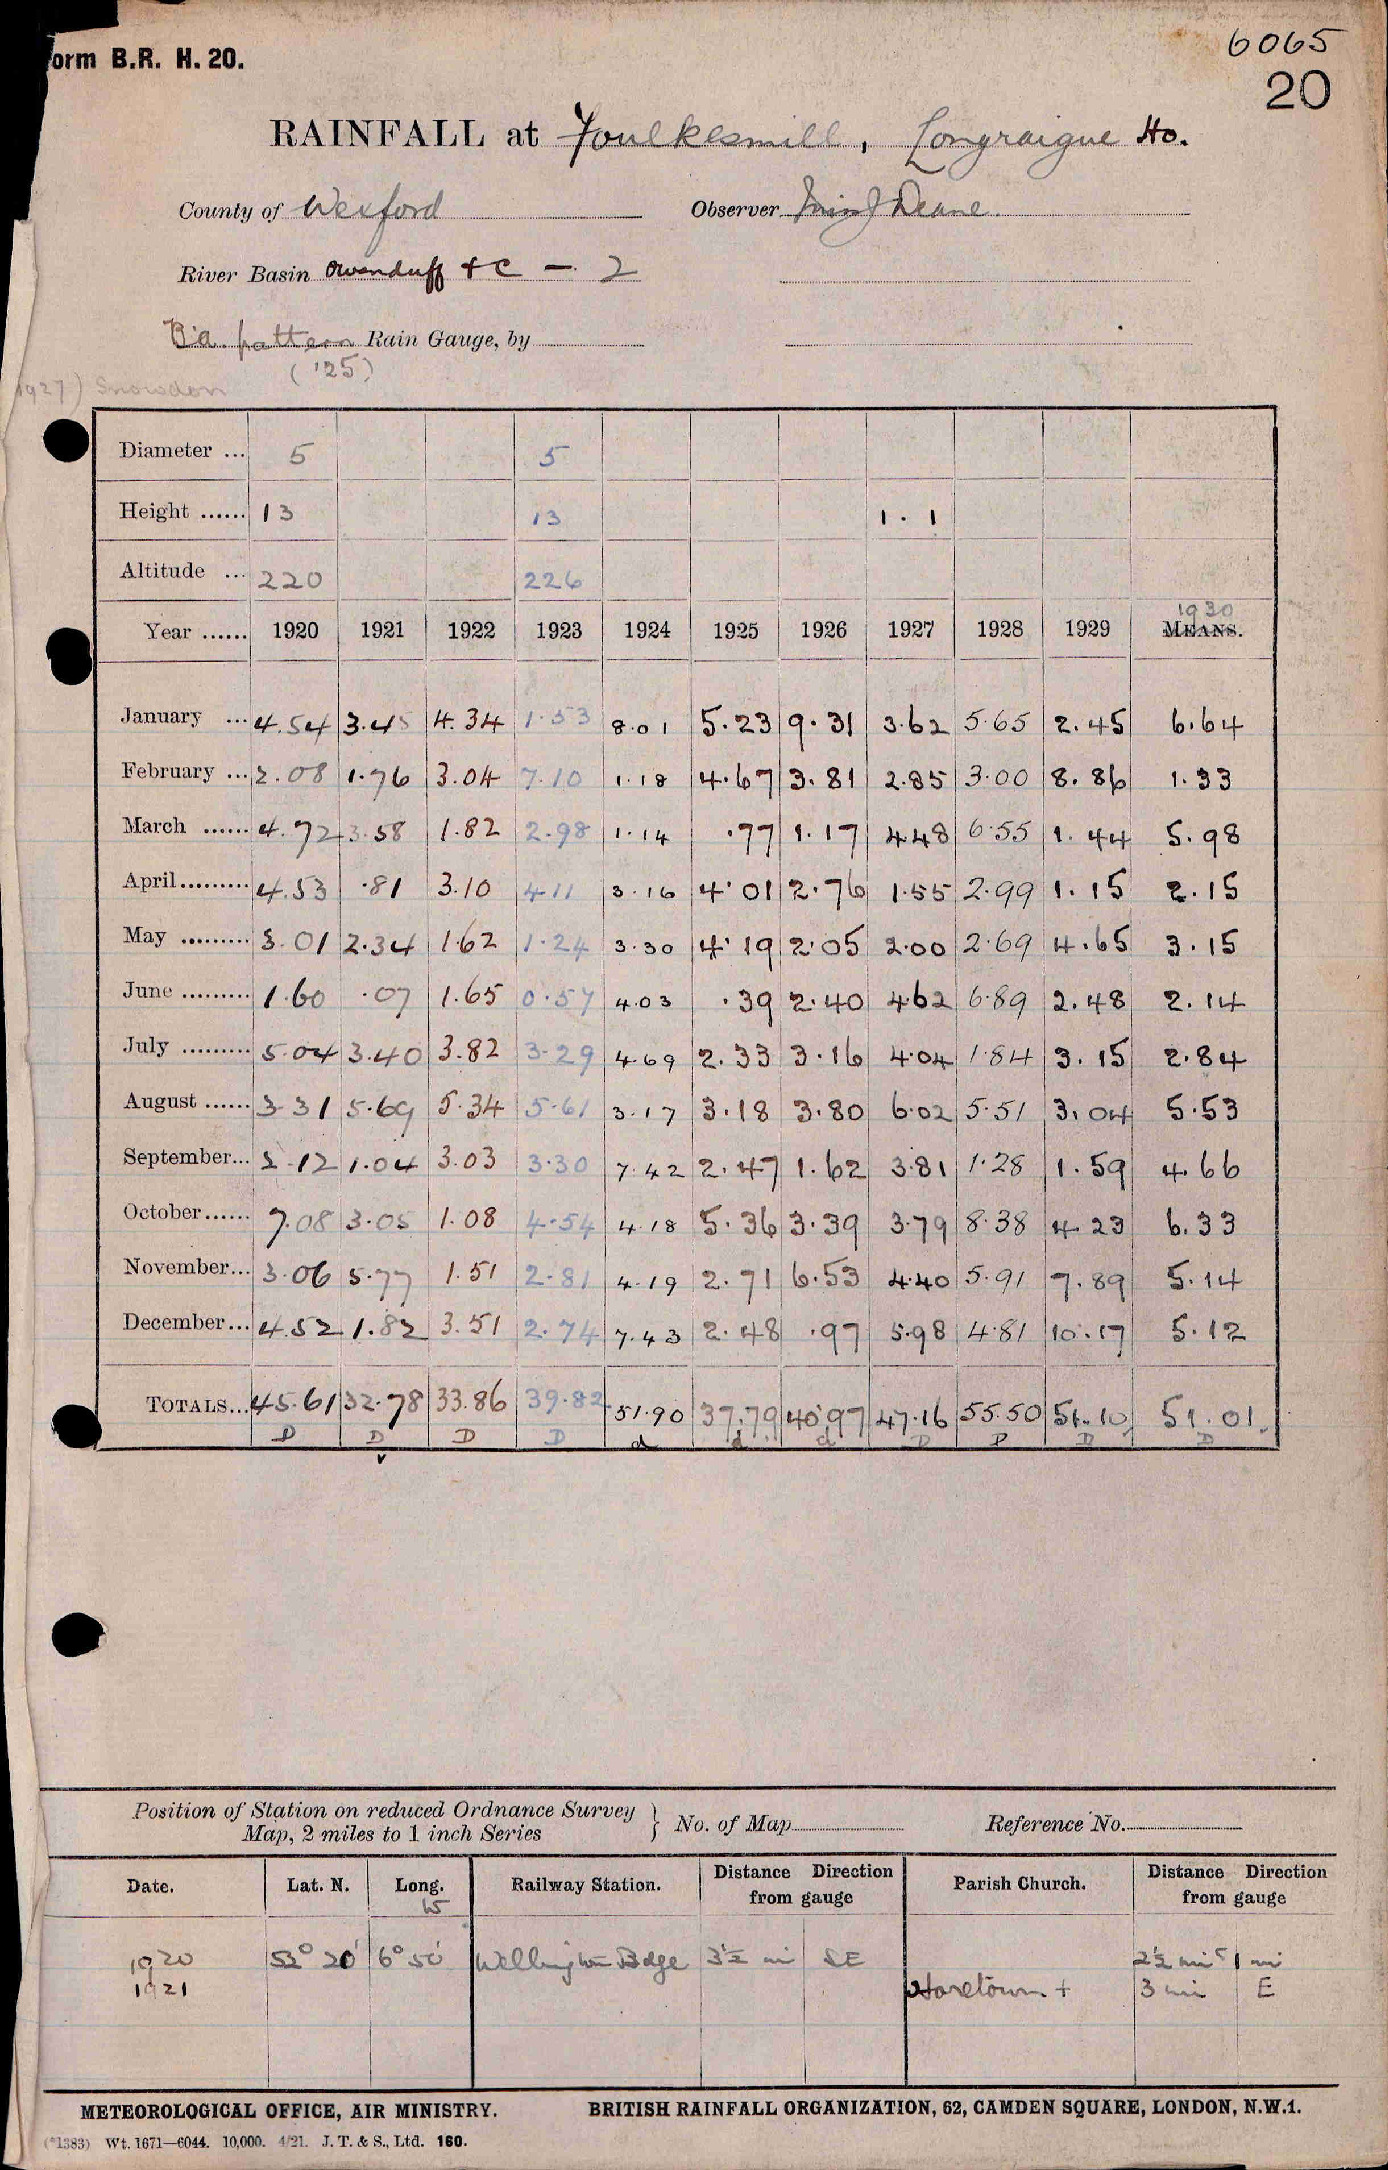 6065
orm B.R. H. 20.
20
RAINFALL at Foulkesmill, Longraigue Ho.
County of Wexford Observer Miss J Deane.
River Basin Owenduff & C — 2
pattern Rain Gauge, by
('25)
1927) Snowdon
Diameter ... 5 5
Height ...... 13 13 1.1
Altitude ... 220 226
1930
Year ...... 1920 1921 1922 1923 1924 1925 1926 1927 1928 1929 MEANS.
January ... 4.54 3.45 4.34 1.53 8.01 5.23 9.31 3.62 5.65 2.45 6.64
February ... 2.08 1.76 3.04 7.10 1.18 4.67 3.81 2.85 3.00 8.86 1.33
March ...... 4.72 3.58 1.82 2.98 1.14 .77 1.17 4.48 6.55 1.44 5.98
April......... 4.53 .81 3.10 4.11 3.16 4.01 2.76 1.55 2.99 1.15 2.15
May ......... 3.01 2.34 1.62 1.24 3.30 4.19 2.05 2.00 2.69 4.65 3.15
June ......... 1.60 .07 1.65 0.57 4.03 .39 2.40 4.62 6.89 2.48 2.14
July ......... 5.04 3.40 3.82 3.29 4.69 2.33 3.16 4.04 1.84 3.15 2.84
August ...... 3.31 5.69 5.34 5.61 3.17 3.18 3.80 6.02 5.51 3.04 5.53
September... 2.12 1.04 3.03 3.30 7.42 2.47 1.62 3.81 1.28 1.59 4.66
October...... 7.08 3.05 1.08 4.54 4.18 5.36 3.39 3.79 8.38 4.23 6.33
November... 3.06 5.77 1.51 2.81 4.19 2.71 6.53 4.40 5.91 7.89 5.14
December... 4.52 1.82 3.51 2.74 7.43 2.48 .97 5.98 4.81 10.17 5.12
TOTALS... 45.61 32.78 33.86 39.82 51.90 37.79 40.97 47.16 55.50 51.10 51.01
D D D D d d d D D D D
Position of Station on reduced Ordnance Survey
Map, 2 miles to 1 inch Series } No. of Map Reference No.
Date. Lat. N. Long. Railway Station. Distance Direction from gauge Parish Church. Distance Direction from gauge
W
1920 52° 20' 6° 50' Wellington Bdge 3½ mi SE 2½ mi 1 mi
1921 Horetown + 3 mi E
METEOROLOGICAL OFFICE, AIR MINISTRY. BRITISH RAINFALL ORGANIZATION, 62, CAMDEN SQUARE, LONDON, N.W.1.
(*1383) Wt. 1671—6044. 10,000. 4/21. J. T. & S., Ltd. 160.